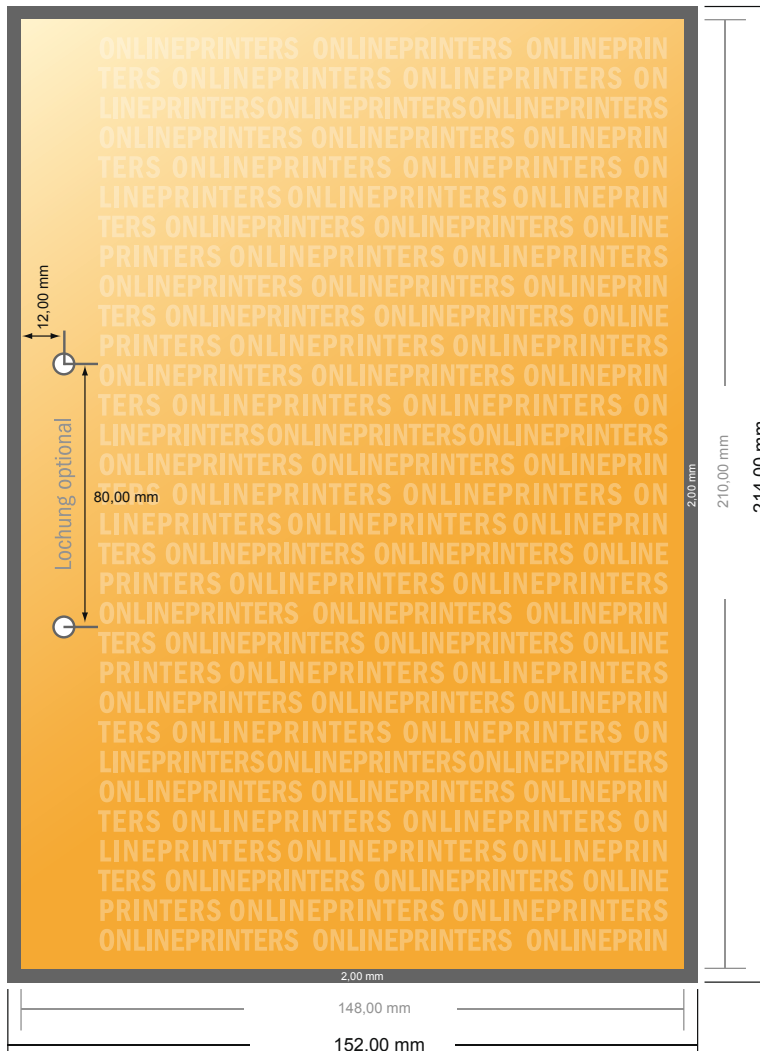 ONLINEPRINTERS ONLINEPRINTERS ONLINEPRIN
TERS ONLINEPRINTERS ONLINEPRINTERS ON
LINEPRINTERSONLINEPRINTERSONLINEPRINTERS
ONLINEPRINTERS ONLINEPRINTERS ONLINEPRIN
TERS ONLINEPRINTERS ONLINEPRINTERS ON
LINEPRINTERS ONLINEPRINTERS ONLINEPRIN
TERS ONLINEPRINTERS ONLINEPRINTERS ONLINE
PRINTERS ONLINEPRINTERS ONLINEPRINTERS
ONLINEPRINTERS ONLINEPRINTERS ONLINEPRIN
TERS ONLINEPRINTERS ONLINEPRINTERS ONLINE
PRINTERS ONLINEPRINTERS ONLINEPRINTERS
ONLINEPRINTERS ONLINEPRINTERS ONLINEPRIN
TERS ONLINEPRINTERS ONLINEPRINTERS ON
LINEPRINTERSONLINEPRINTERSONLINEPRINTERS
ONLINEPRINTERS ONLINEPRINTERS ONLINEPRIN
TERS ONLINEPRINTERS ONLINEPRINTERS ON
LINEPRINTERS ONLINEPRINTERS ONLINEPRIN
TERS ONLINEPRINTERS ONLINEPRINTERS ONLINE
PRINTERS ONLINEPRINTERS ONLINEPRINTERS
ONLINEPRINTERS ONLINEPRINTERS ONLINEPRIN
TERS ONLINEPRINTERS ONLINEPRINTERS ONLINE
PRINTERS ONLINEPRINTERS ONLINEPRINTERS
ONLINEPRINTERS ONLINEPRINTERS ONLINEPRIN
TERS ONLINEPRINTERS ONLINEPRINTERS ON
LINEPRINTERSONLINEPRINTERSONLINEPRINTERS
ONLINEPRINTERS ONLINEPRINTERS ONLINEPRIN
TERS ONLINEPRINTERS ONLINEPRINTERS ON
LINEPRINTERS ONLINEPRINTERS ONLINEPRIN
TERS ONLINEPRINTERS ONLINEPRINTERS ONLINE
PRINTERS ONLINEPRINTERS ONLINEPRINTERS
ONLINEPRINTERS ONLINEPRINTERS ONLINEPRIN
12,00 mm
Lochung optional
80,00 mm
2,00 mm
210,00 mm
214,00 mm
2,00 mm
148,00 mm
152,00 mm